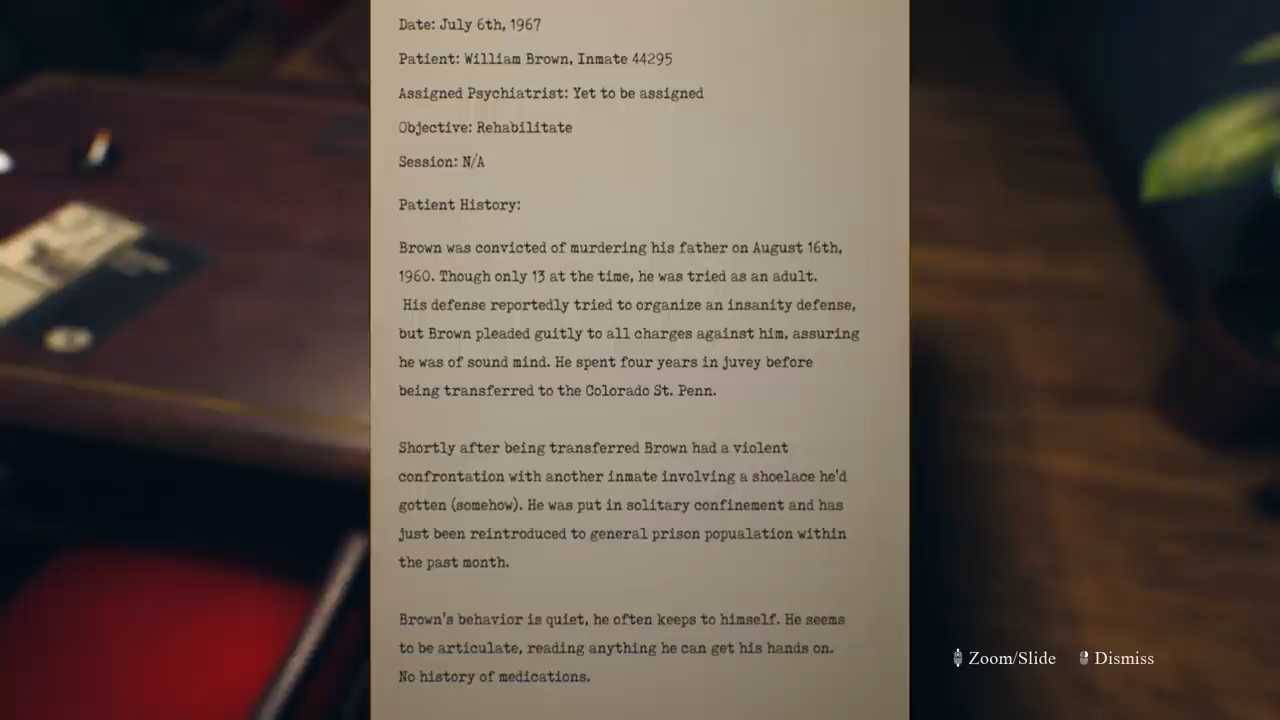 Date: July 6th, 1967
Patient: William Brown, Inmate 44295
Assigned Psychiatrist: Yet to be assigned
Objective: Rehabilitate
Session: N/A
Patient History:
Brown was convicted of murdering his father on August 16th,
1960. Though only 13 at the time, he was tried as an adult.
His defense reportedly tried to organize an insanity defense,
but Brown pleaded guitly to all charges against him, assuring
he was of sound mind. He spent four years in juvey before
being transferred to the Colorado St. Penn.
Shortly after being transferred Brown had a violent
confrontation with another inmate involving a shoelace he'd
gotten (somehow). He was put in solitary confinement and has
just been reintroduced to general prison popualation within
the past month.
Brown's behavior is quiet, he often keeps to himself. He seems
to be articulate, reading anything he can get his hands on.
No history of medications.
Zoom/Slide Dismiss